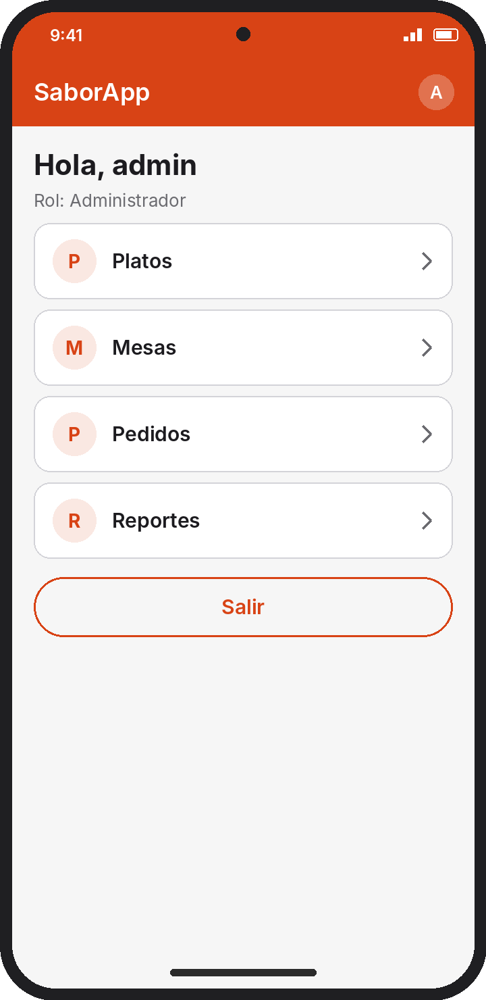 9:41
SaborApp
A
Hola, admin
Rol: Administrador
P Platos
M Mesas
P Pedidos
R Reportes
Salir